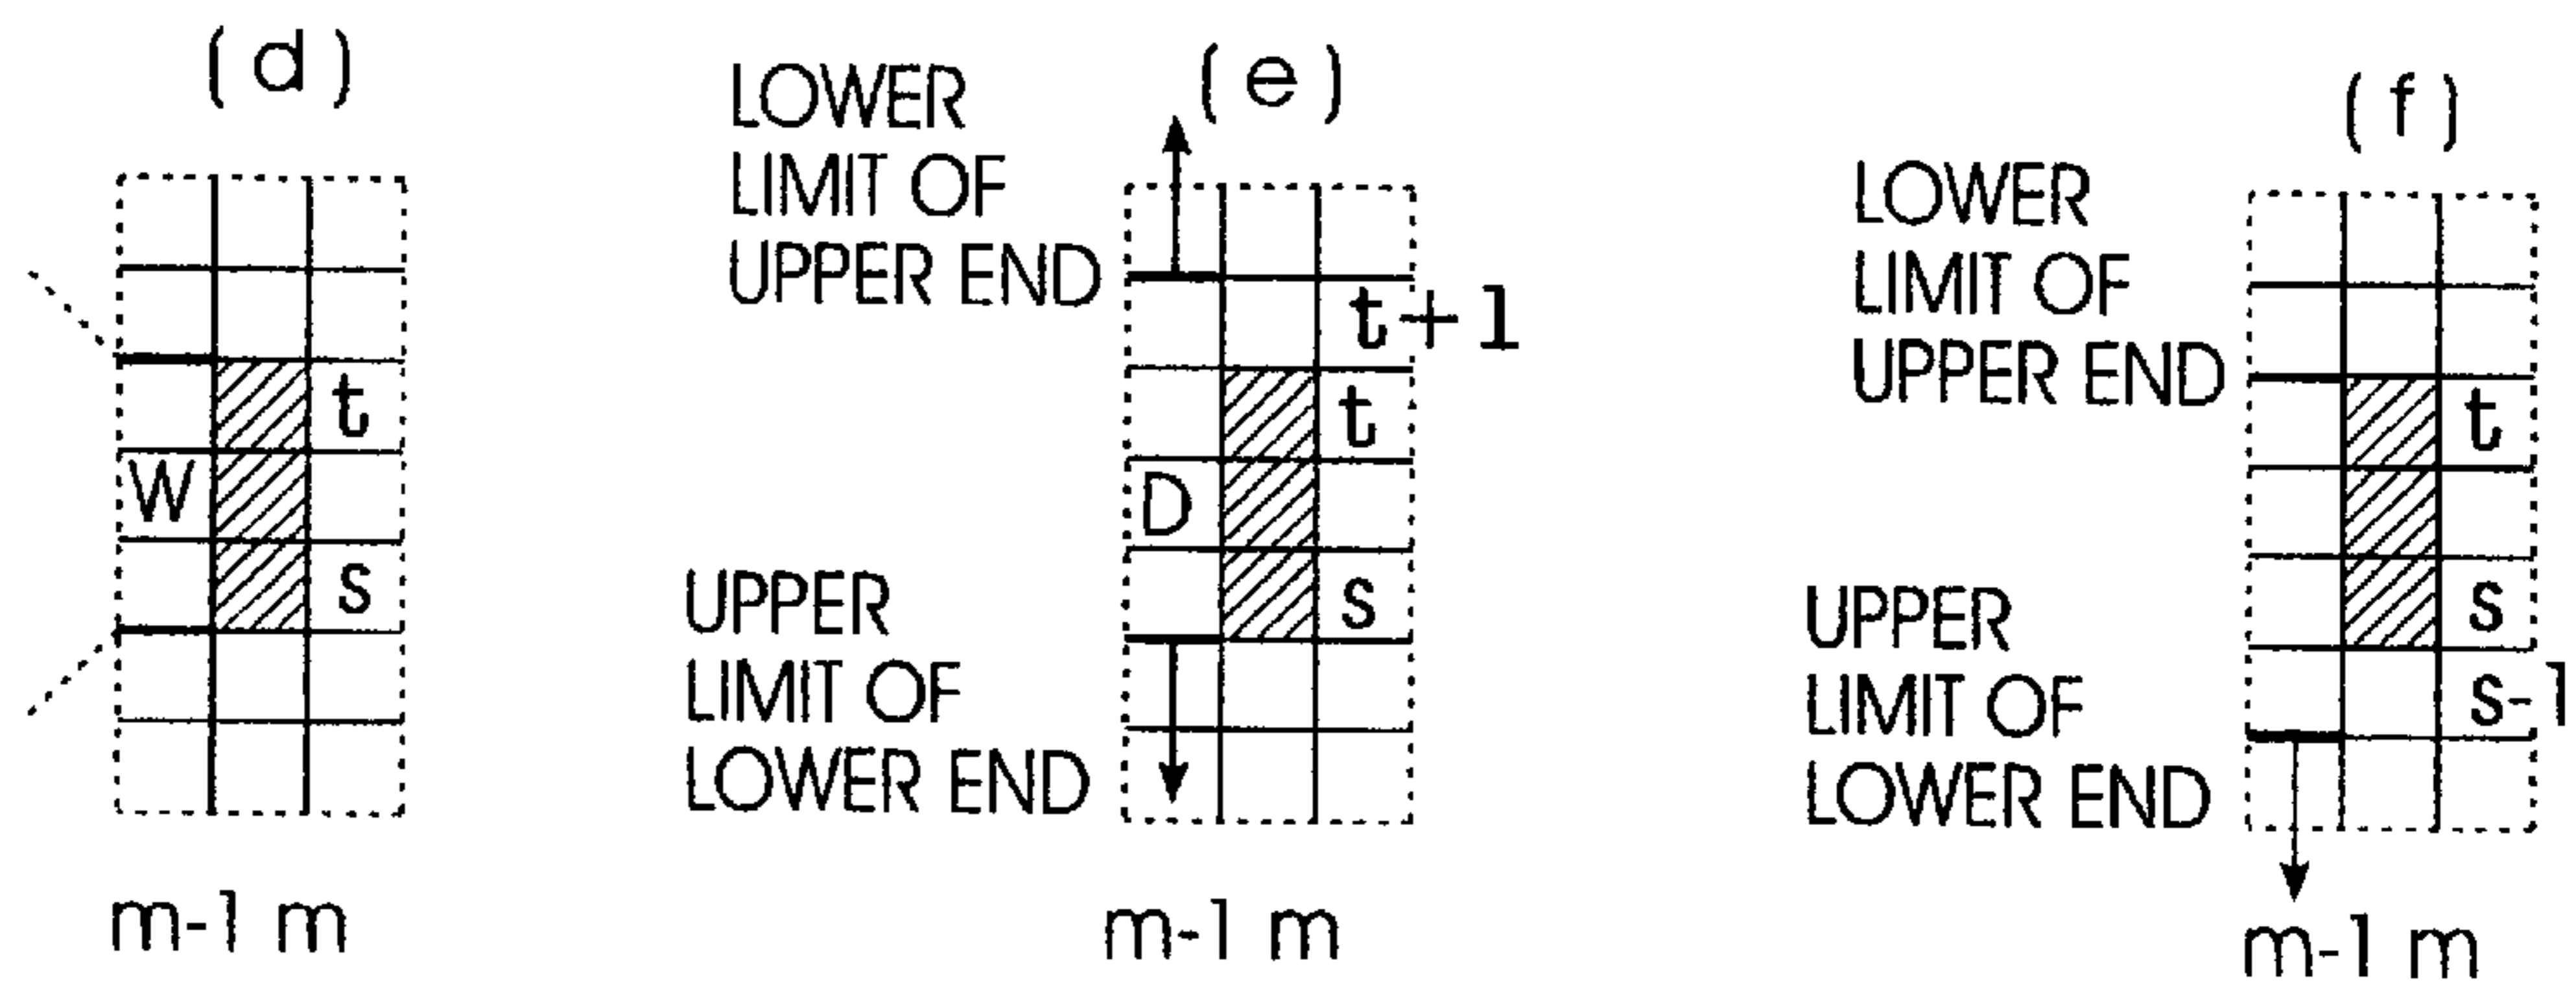 (d)
t
W
s
m-1 m
(e)
LOWER
LIMIT OF
UPPER END
t+1
t
D
s
UPPER
LIMIT OF
LOWER END
m-1 m
(f)
LOWER
LIMIT OF
UPPER END
t
s
s-1
UPPER
LIMIT OF
LOWER END
m-1 m